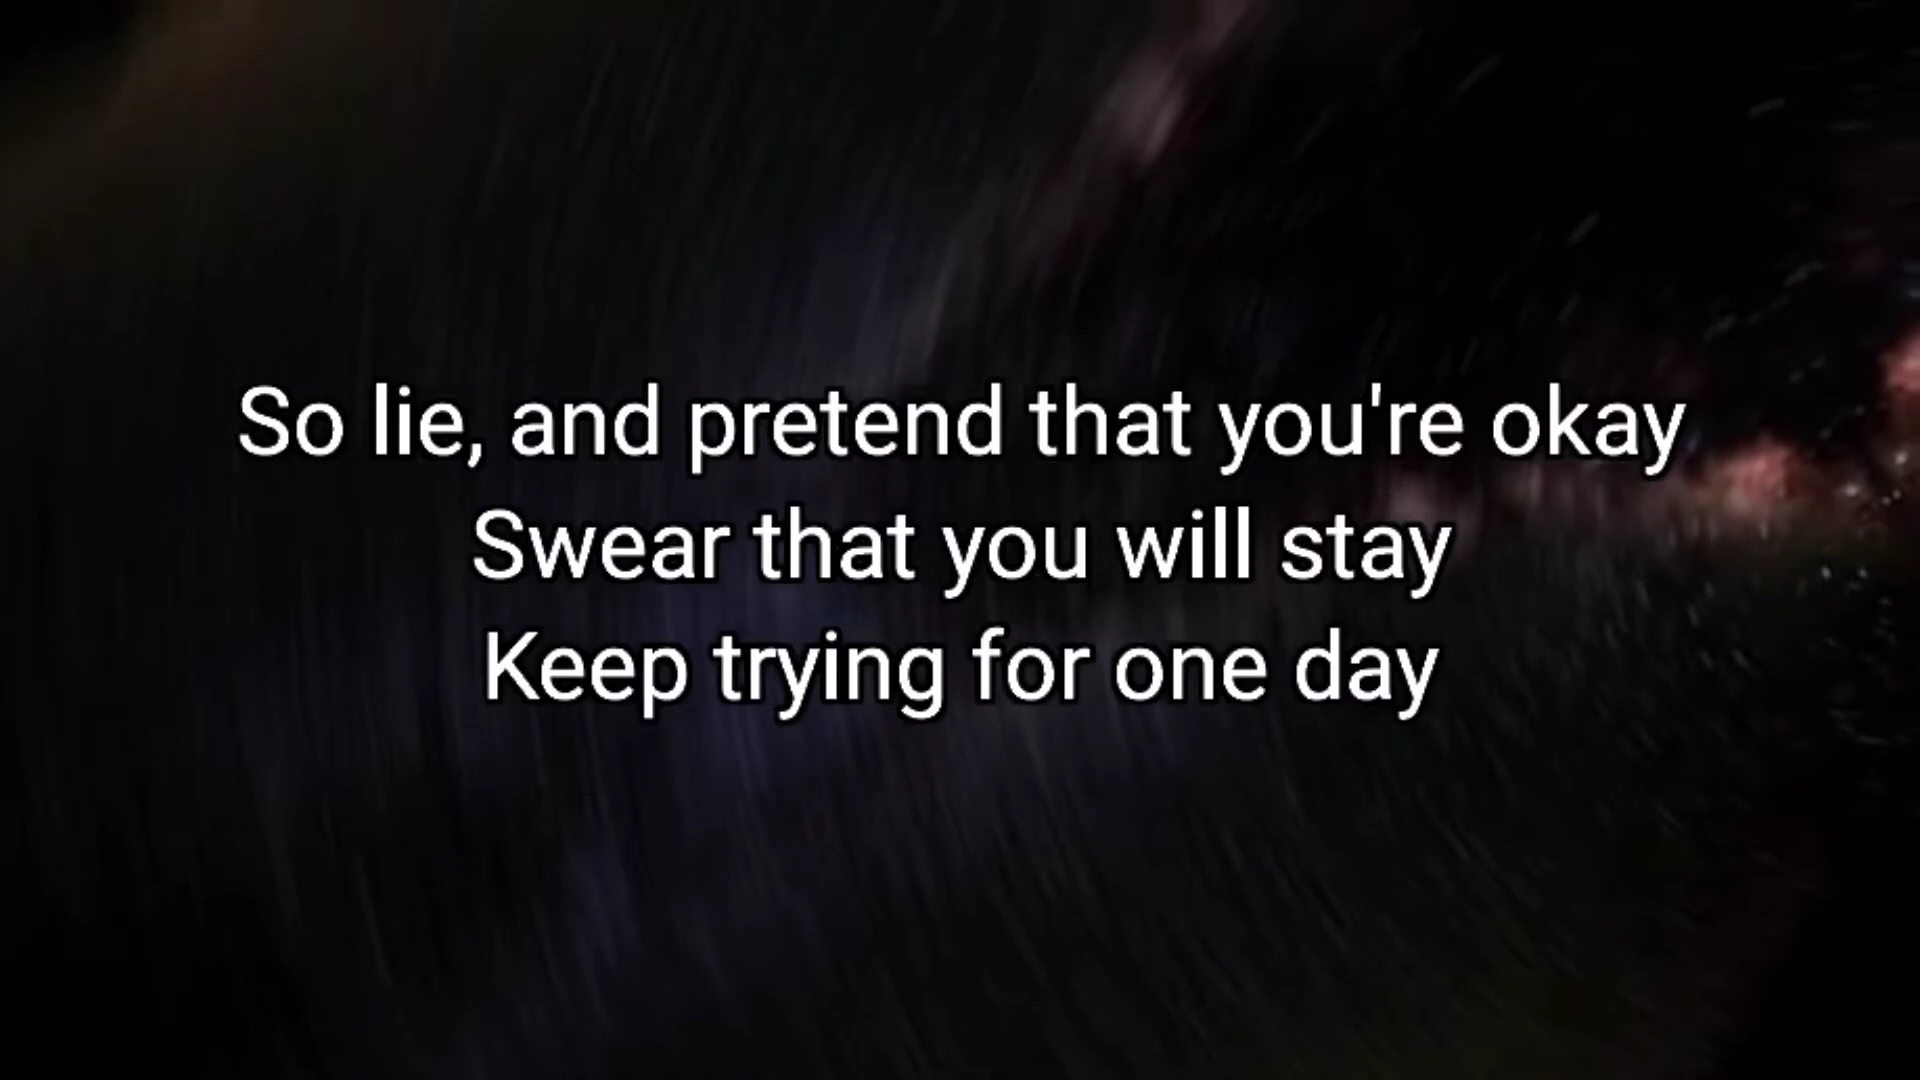 So lie, and pretend that you're okay
Swear that you will stay
Keep trying for one day